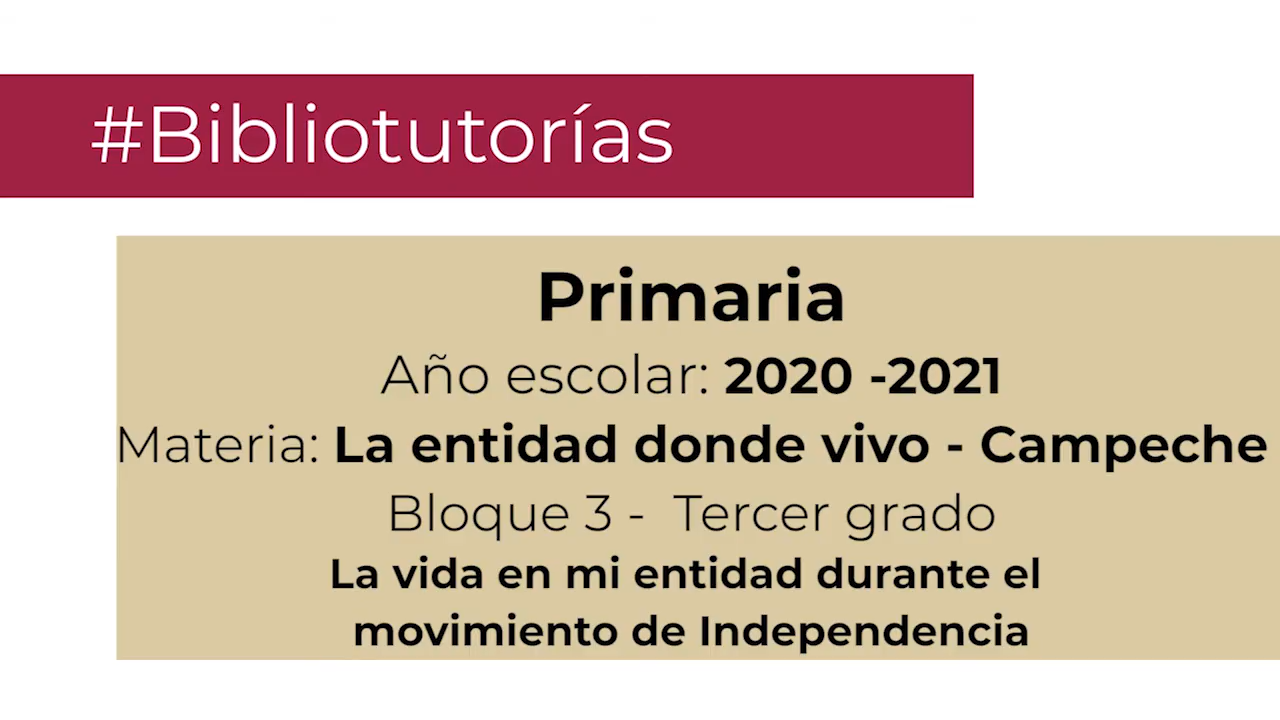 #Bibliotutorías
Primaria
Año escolar: 2020 -2021
Materia: La entidad donde vivo - Campeche
Bloque 3 - Tercer grado
La vida en mi entidad durante el
movimiento de Independencia